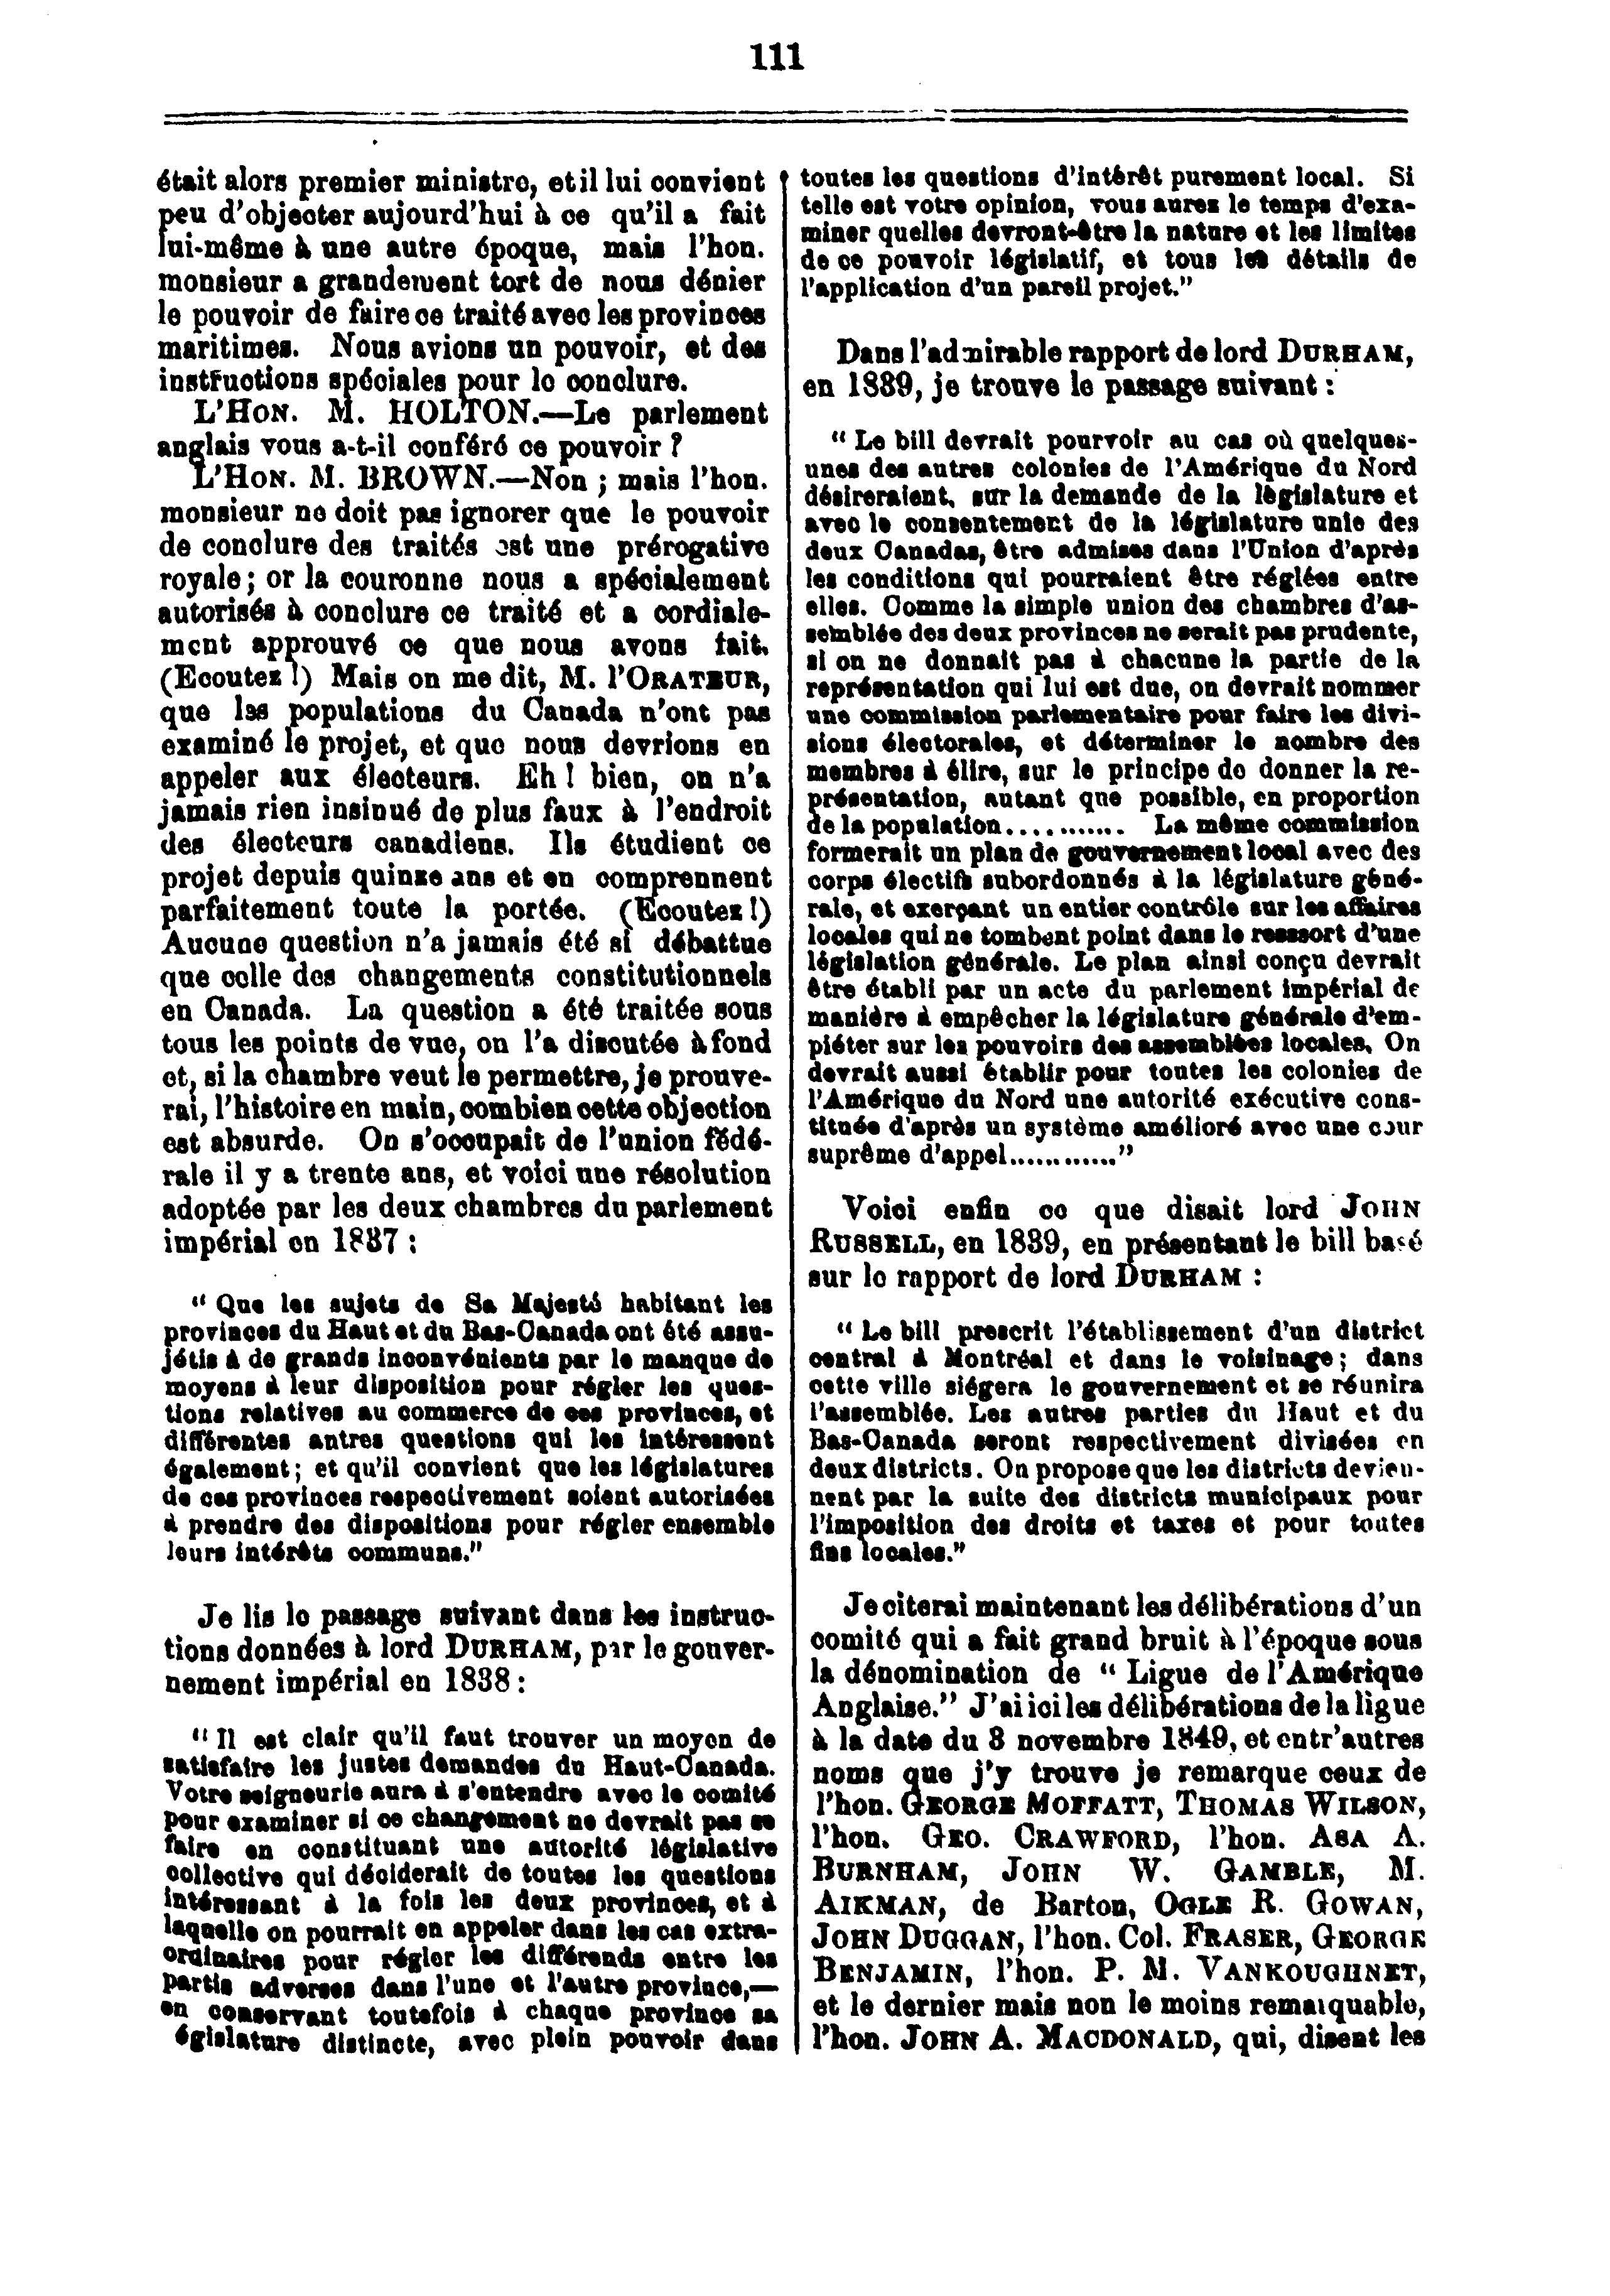 111
était alors premier ministre, et il lui convient
peu d'objecter aujourd'hui à ce qu'il a fait
lui-même à une autre époque, mais l'hon.
monsieur a grandement tort de nous dénier
le pouvoir de faire ce traité avec les provinces
maritimes. Nous avions un pouvoir, et des
instructions spéciales pour le conclure.
L'HON. M. HOLTON.—Le parlement
anglais vous a-t-il conféré ce pouvoir ?
L'HON. M. BROWN.—Non ; mais l'hon.
monsieur ne doit pas ignorer que le pouvoir
de conclure des traités est une prérogative
royale ; or la couronne nous a spécialement
autorisés à conclure ce traité et a cordiale-
ment approuvé ce que nous avons fait.
(Ecoutez !) Mais on me dit, M. l'ORATEUR,
que les populations du Canada n'ont pas
examiné le projet, et que nous devrions en
appeler aux électeurs. Eh ! bien, on n'a
jamais rien insinué de plus faux à l'endroit
des électeurs canadiens. Ils étudient ce
projet depuis quinze ans et en comprennent
parfaitement toute la portée. (Ecoutez !)
Aucune question n'a jamais été si débattue
que celle des changements constitutionnels
en Canada. La question a été traitée sous
tous les points de vue, on l'a discutée à fond
et, si la chambre veut le permettre, je prouve-
rai, l'histoire en main, combien cette objection
est absurde. On s'occupait de l'union fédé-
rale il y a trente ans, et voici une résolution
adoptée par les deux chambres du parlement
impérial en 1837 :
“ Que les sujets de Sa Majesté habitant les
provinces du Haut et du Bas-Canada ont été assu-
jétis à de grands inconvénients par le manque de
moyens à leur disposition pour régler les ques-
tions relatives au commerce de ces provinces, et
différentes autres questions qui les intéressent
également ; et qu'il convient que les législatures
de ces provinces respectivement soient autorisées
à prendre des dispositions pour régler ensemble
leurs intérêts communs.”
Je lis le passage suivant dans les instruc-
tions données à lord DURHAM, par le gouver-
nement impérial en 1838 :
“ Il est clair qu'il faut trouver un moyen de
satisfaire les justes demandes du Haut-Canada.
Votre seigneurie aura à s'entendre avec le comité
pour examiner si ce changement ne devrait pas se
faire en constituant une autorité législative
collective qui déciderait de toutes les questions
intéressant à la fois les deux provinces, et à
laquelle on pourrait en appeler dans les cas extra-
ordinaires pour régler les différends entre les
partis adverses dans l'une et l'autre province,—
en conservant toutefois à chaque province sa
égislature distincte, avec plein pouvoir dans
toutes les questions d'intérêt purement local. Si
telle est votre opinion, vous aurez le temps d'exa-
miner quelles devront-être la nature et les limites
de ce pouvoir législatif, et tous les détails de
l'application d'un pareil projet.”
Dans l'admirable rapport de lord DURHAM,
en 1839, je trouve le passage suivant :
“ Le bill devrait pourvoir au cas où quelques-
unes des autres colonies de l'Amérique du Nord
désireraient, sur la demande de la législature et
avec le consentement de la législature unie des
deux Canadas, être admises dans l'Union d'après
les conditions qui pourraient être réglées entre
elles. Comme la simple union des chambres d'as-
semblée des deux provinces ne serait pas prudente,
si on ne donnait pas à chacune la partie de la
représentation qui lui est due, on devrait nommer
une commission parlementaire pour faire les divi-
sions électorales, et déterminer le nombre des
membres à élire, sur le principe de donner la re-
présentation, autant que possible, en proportion
de la population............ La même commission
formerait un plan de gouvernement local avec des
corps électifs subordonnés à la législature géné-
rale, et exerçant un entier contrôle sur les affaires
locales qui ne tombent point dans le ressort d'une
législation générale. Le plan ainsi conçu devrait
être établi par un acte du parlement impérial de
manière à empêcher la législature générale d'em-
piéter sur les pouvoirs des assemblées locales. On
devrait aussi établir pour toutes les colonies de
l'Amérique du Nord une autorité exécutive cons-
tituée d'après un système amélioré avec une cour
suprême d'appel............”
Voici enfin ce que disait lord JOHN
RUSSELL, en 1839, en présentant le bill basé
sur le rapport de lord DURHAM :
“ Le bill prescrit l'établissement d'un district
central à Montréal et dans le voisinage ; dans
cette ville siégera le gouvernement et se réunira
l'assemblée. Les autres parties du Haut et du
Bas-Canada seront respectivement divisées en
deux districts. On propose que les districts devien-
nent par la suite des districts municipaux pour
l'imposition des droits et taxes et pour toutes
fins locales.”
Je citerai maintenant les délibérations d'un
comité qui a fait grand bruit à l'époque sous
la dénomination de “ Ligue de l'Amérique
Anglaise.” J'ai ici les délibérations de la ligue
à la date du 3 novembre 1849, et entr'autres
noms que j'y trouve je remarque ceux de
l'hon. GEORGE MOFFATT, THOMAS WILSON,
l'hon. GEO. CRAWFORD, l'hon. ASA A.
BURNHAM, JOHN W. GAMBLE, M.
AIKMAN, de Barton, OGLE R. GOWAN,
JOHN DUGGAN, l'hon. Col. FRASER, GEORGE
BENJAMIN, l'hon. P. M. VANKOUGHNET,
et le dernier mais non le moins remarquable,
l'hon. JOHN A. MACDONALD, qui, disent les